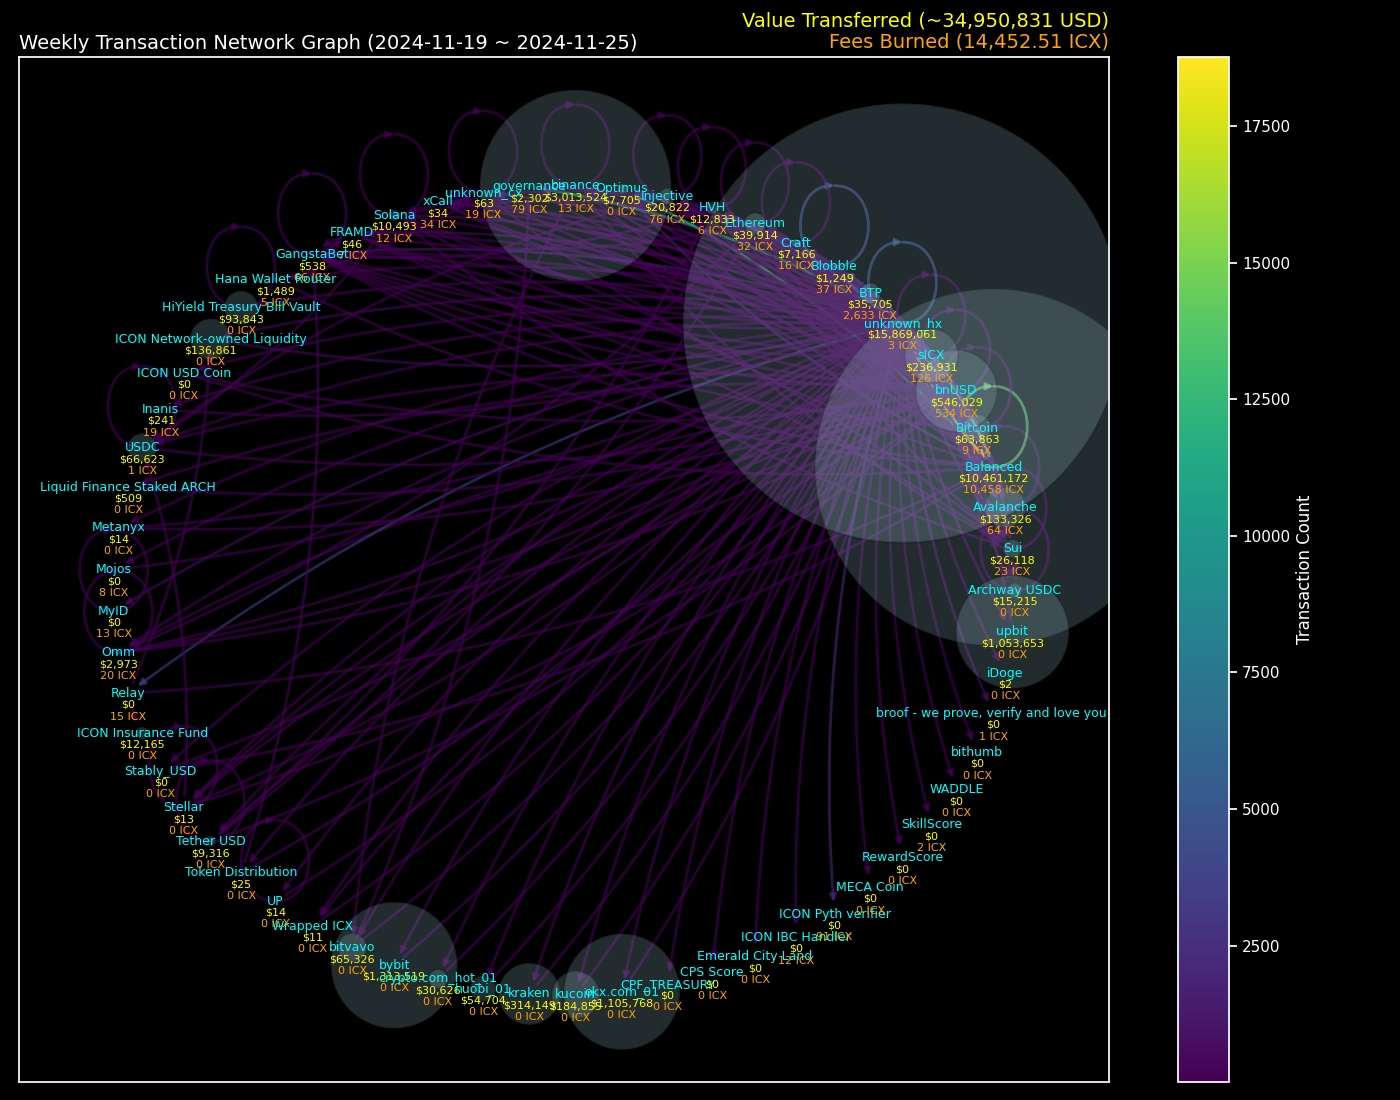 Value Transferred (~34,950,831 USD)
Weekly Transaction Network Graph (2024-11-19 ~ 2024-11-25)
Fees Burned (14,452.51 ICX)
governance
$2,302
79 ICX
binance
$3,013,524
13 ICX
Optimus
$7,705
0 ICX
Injective
$20,822
76 ICX
HVH
$12,833
6 ICX
Ethereum
$39,914
32 ICX
Craft
$7,166
16 ICX
Blobble
$1,249
37 ICX
BTP
$35,705
2,633 ICX
unknown_hx
$15,869,061
3 ICX
sICX
$236,931
126 ICX
bnUSD
$546,029
534 ICX
Bitcoin
$63,863
9 ICX
Balanced
$10,461,172
10,458 ICX
Avalanche
$133,326
64 ICX
Sui
$26,118
23 ICX
Archway USDC
$15,215
0 ICX
upbit
$1,053,653
0 ICX
iDoge
$2
0 ICX
broof - we prove, verify and love you
$0
1 ICX
bithumb
$0
0 ICX
WADDLE
$0
0 ICX
SkillScore
$0
2 ICX
RewardScore
$0
0 ICX
MECA Coin
$0
ICX
ICON Pyth verifier
$0
ICX
ICON IBC Handler
$0
12 ICX
Emerald City Land
$0
0 ICX
CPS Score
$0
0 ICX
CPF_TREASURY
$0
0 ICX
okx.com_01
$1,105,768
0 ICX
kucoin
$184,855
0 ICX
kraken
$314,149
0 ICX
huobi_01
$54,704
0 ICX
crypto.com_hot_01
$30,626
0 ICX
bybit
$1,313,519
0 ICX
bitvavo
$65,326
0 ICX
Wrapped ICX
$11
0 ICX
UP
$14
0 ICX
Token Distribution
$25
0 ICX
Tether USD
$9,316
0 ICX
Stellar
$13
0 ICX
Stably_USD
$0
0 ICX
ICON Insurance Fund
$12,165
0 ICX
Relay
$0
15 ICX
Omm
$2,973
20 ICX
MyID
$0
13 ICX
Mojos
$0
8 ICX
Metanyx
$14
0 ICX
Liquid Finance Staked ARCH
$509
0 ICX
USDC
$66,623
1 ICX
Inanis
$241
19 ICX
ICON USD Coin
$0
0 ICX
ICON Network-owned Liquidity
$136,861
0 ICX
HiYield Treasury Bill Vault
$93,843
0 ICX
Hana Wallet Router
$1,489
5 ICX
GangstaBet
$538
ICX
FRAMD
$46
ICX
Solana
$10,493
12 ICX
xCall
$34
34 ICX
unknown_cx
$63
19 ICX
17500
15000
12500
10000
7500
5000
2500
Transaction Count